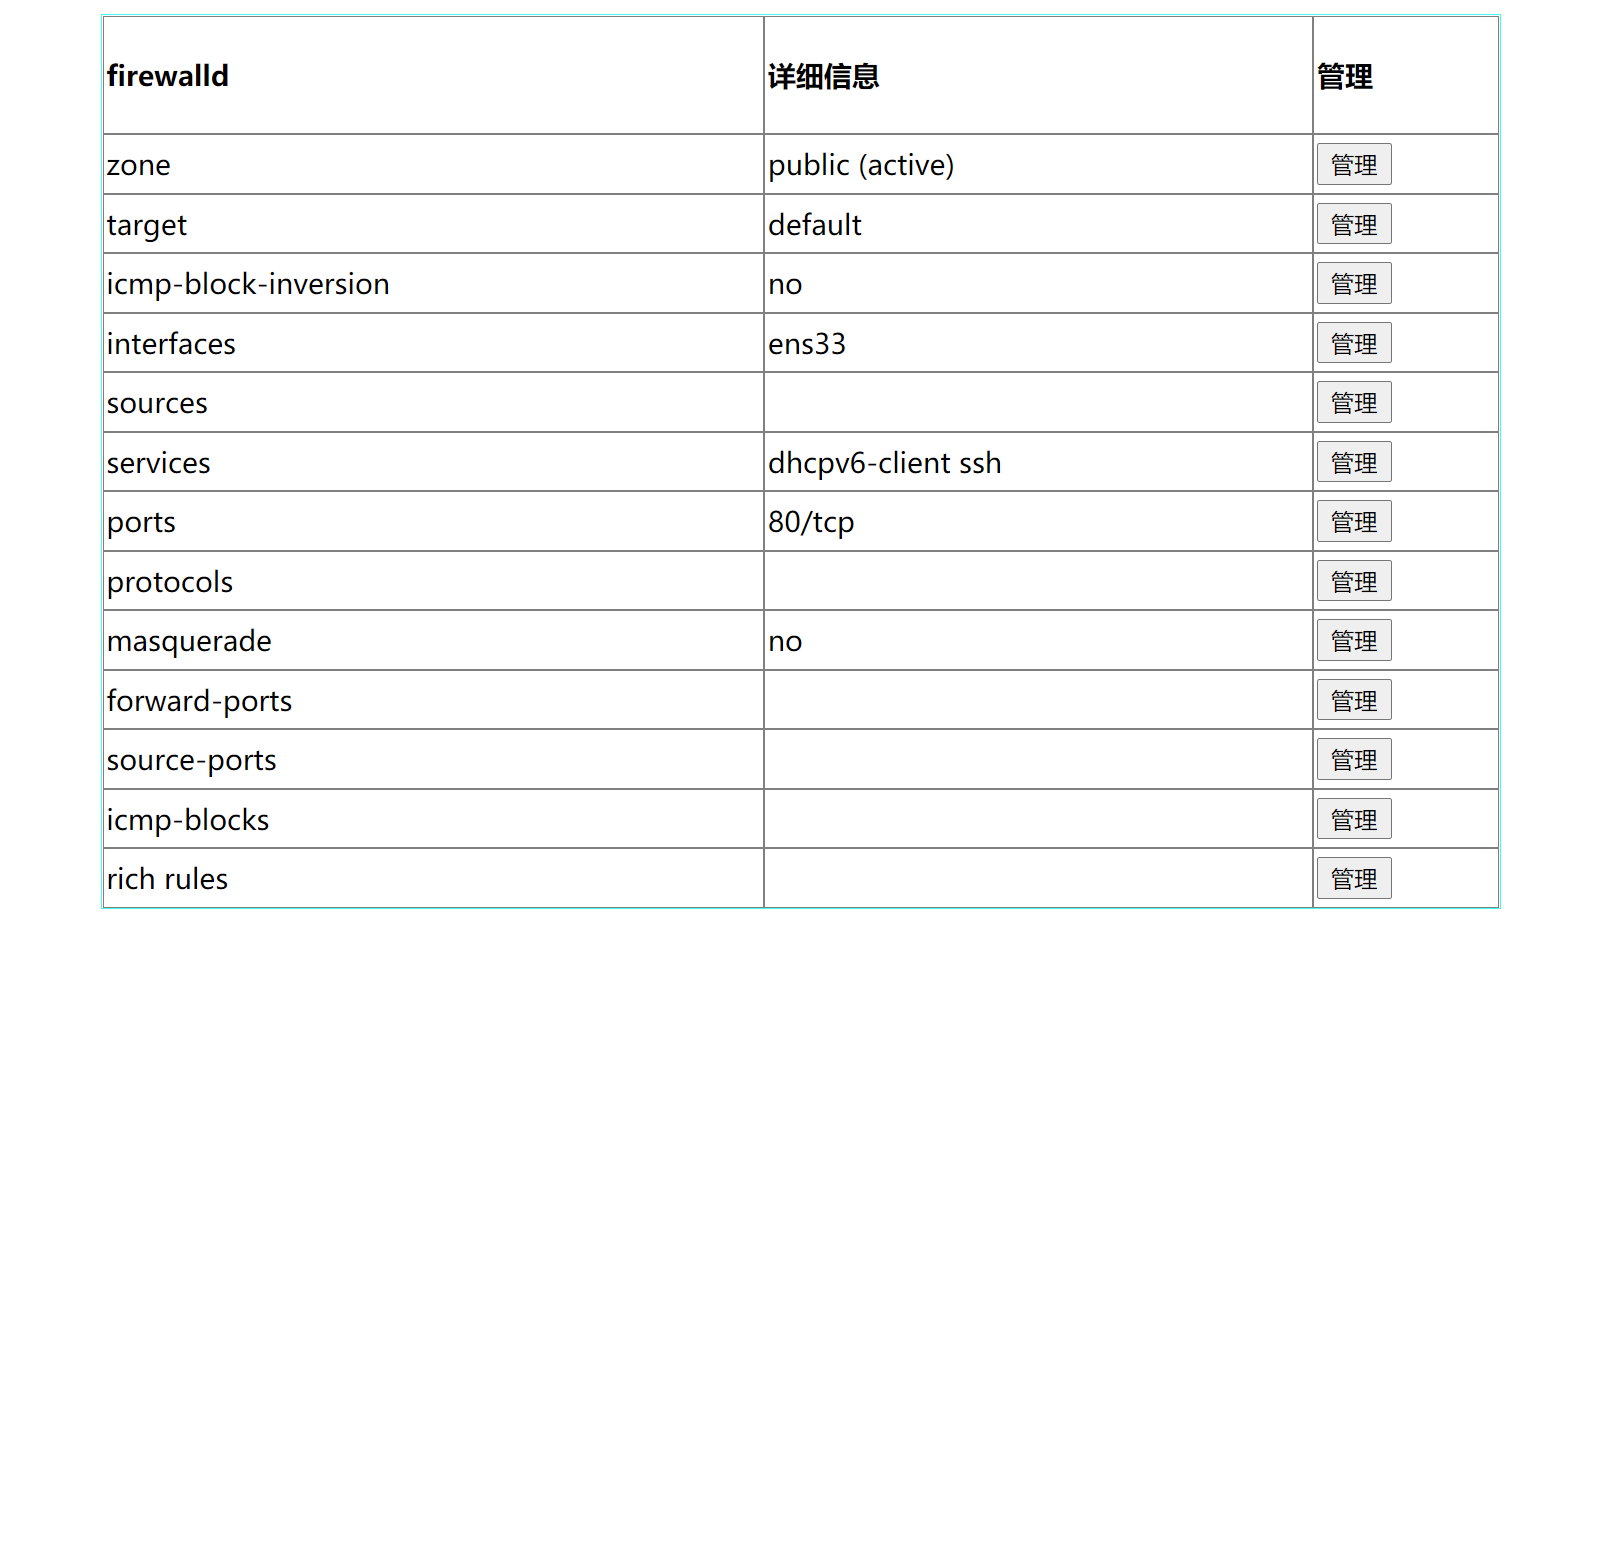 firewalld 详细信息 管理
zone public (active) 管理
target default 管理
icmp-block-inversion no 管理
interfaces ens33 管理
sources 管理
services dhcpv6-client ssh 管理
ports 80/tcp 管理
protocols 管理
masquerade no 管理
forward-ports 管理
source-ports 管理
icmp-blocks 管理
rich rules 管理